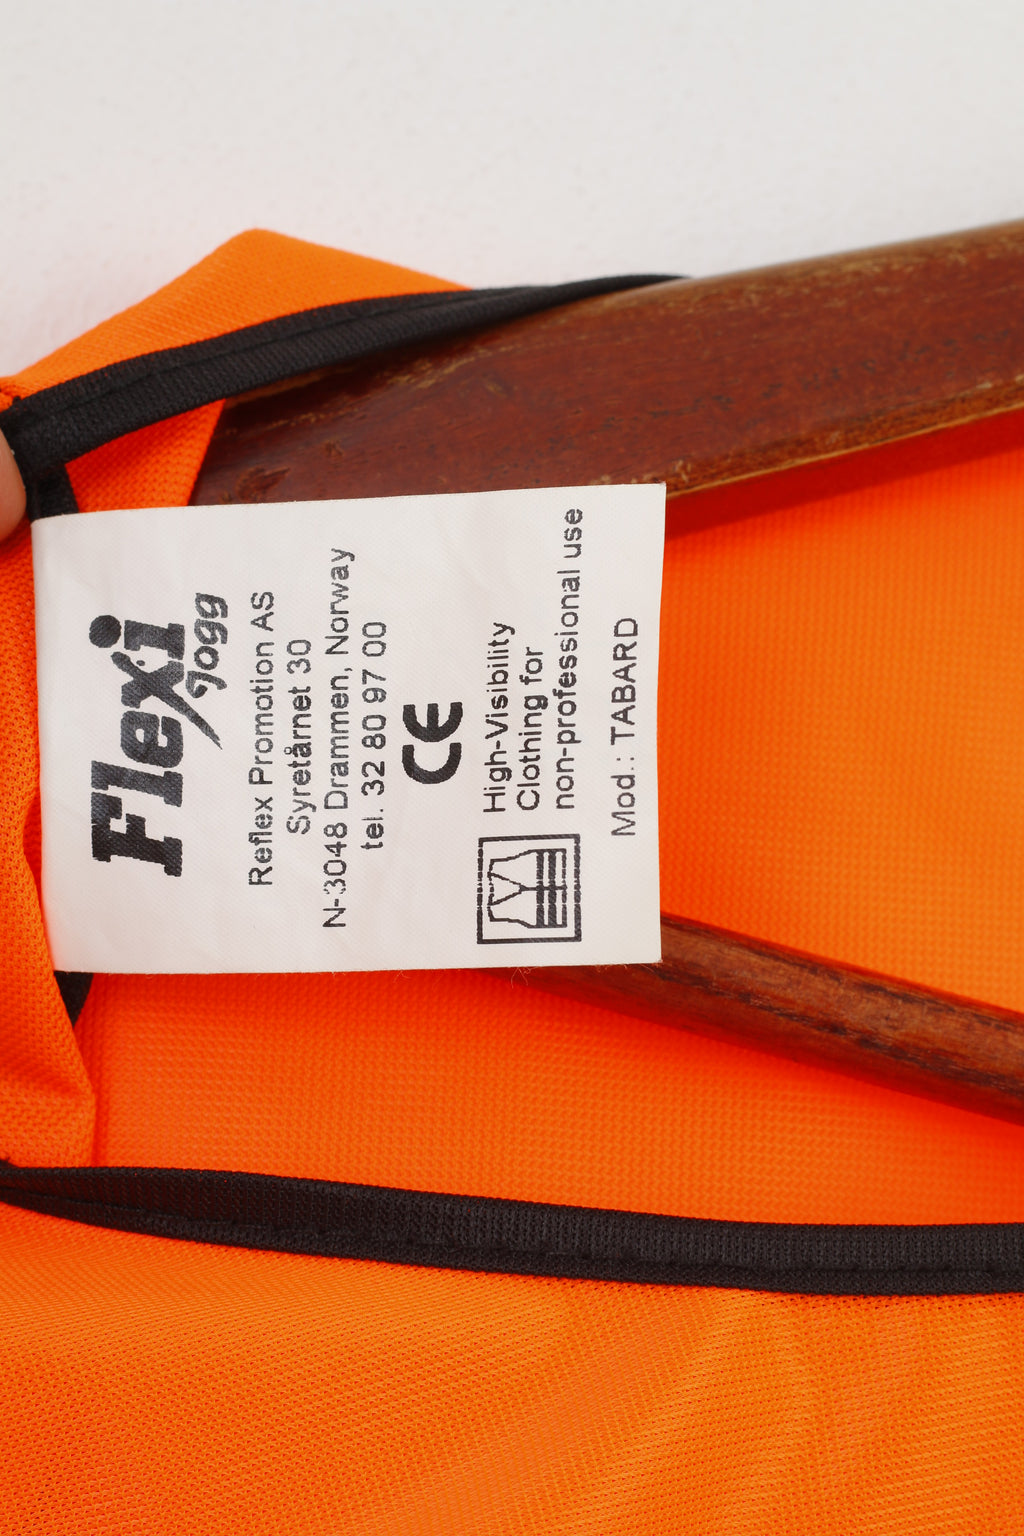 Flexi
Jogg
Reflex Promotion AS
Syretårnet 30
N-3048 Drammen, Norway
tel. 32 80 97 00
CE
High-Visibility
Clothing for
non-professional use
Mod.: TABARD